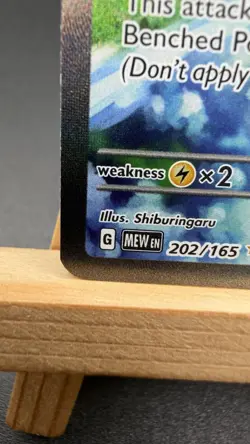 This attack
Benched P
(Don't apply
weakness ×2
Illus. Shiburingaru
G MEW EN 202/165